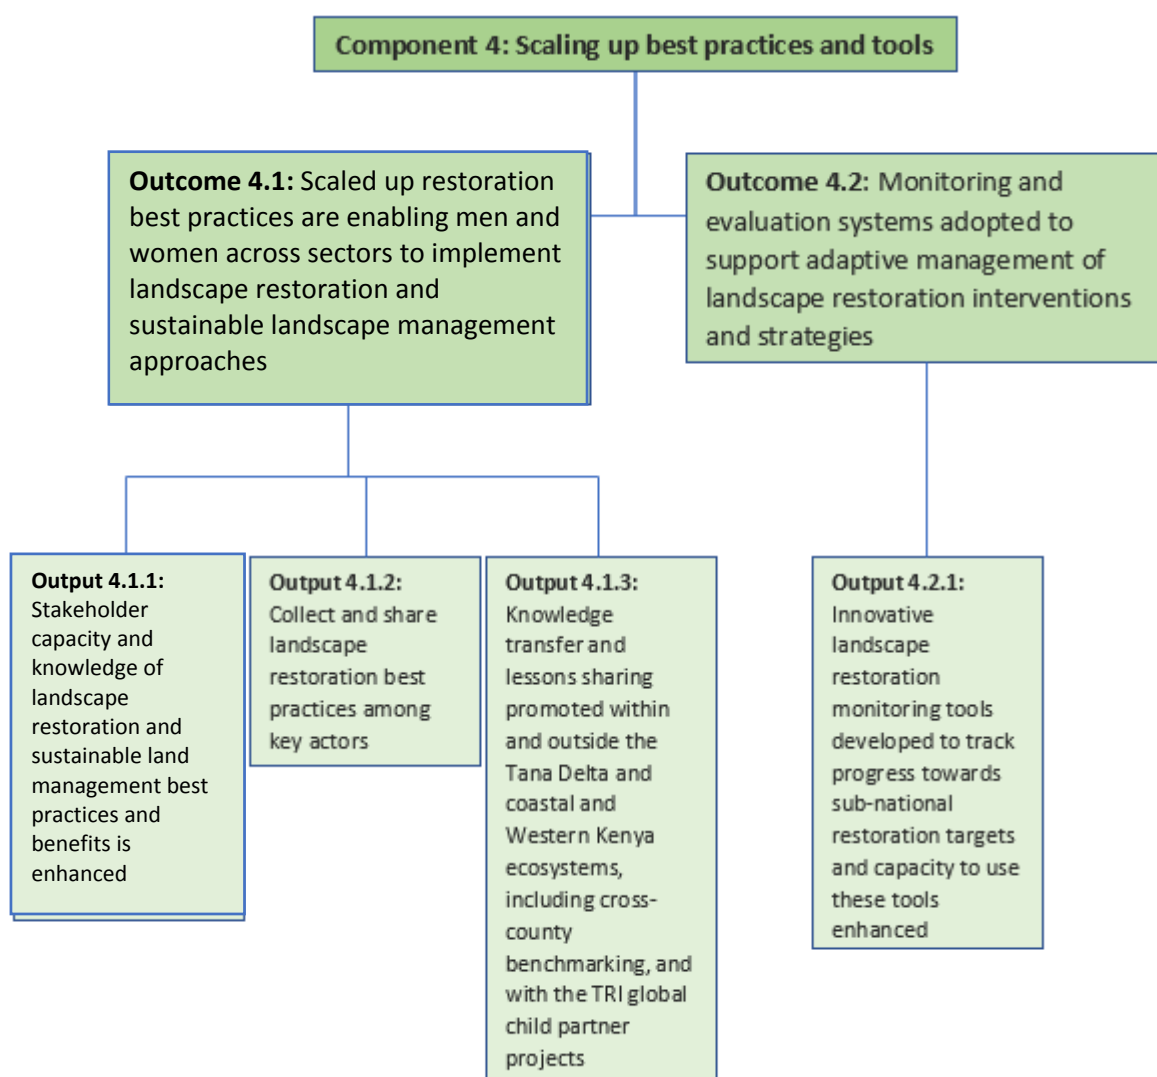 Component 4: Scaling up best practices and tools
Outcome 4.1: Scaled up restoration
best practices are enabling men and
women across sectors to implement
landscape restoration and
sustainable landscape management
approaches
Outcome 4.2: Monitoring and
evaluation systems adopted to
support adaptive management of
landscape restoration interventions
and strategies
Output 4.1.1:
Stakeholder
capacity and
knowledge of
landscape
restoration and
sustainable land
management best
practices and
benefits is
enhanced
Output 4.1.2:
Collect and share
landscape
restoration best
practices among
key actors
Output 4.1.3:
Knowledge
transfer and
lessons sharing
promoted within
and outside the
Tana Delta and
coastal and
Western Kenya
ecosystems,
including cross-
county
benchmarking, and
with the TRI global
child partner
projects
Output 4.2.1:
Innovative
landscape
restoration
monitoring tools
developed to track
progress towards
sub-national
restoration targets
and capacity to use
these tools
enhanced